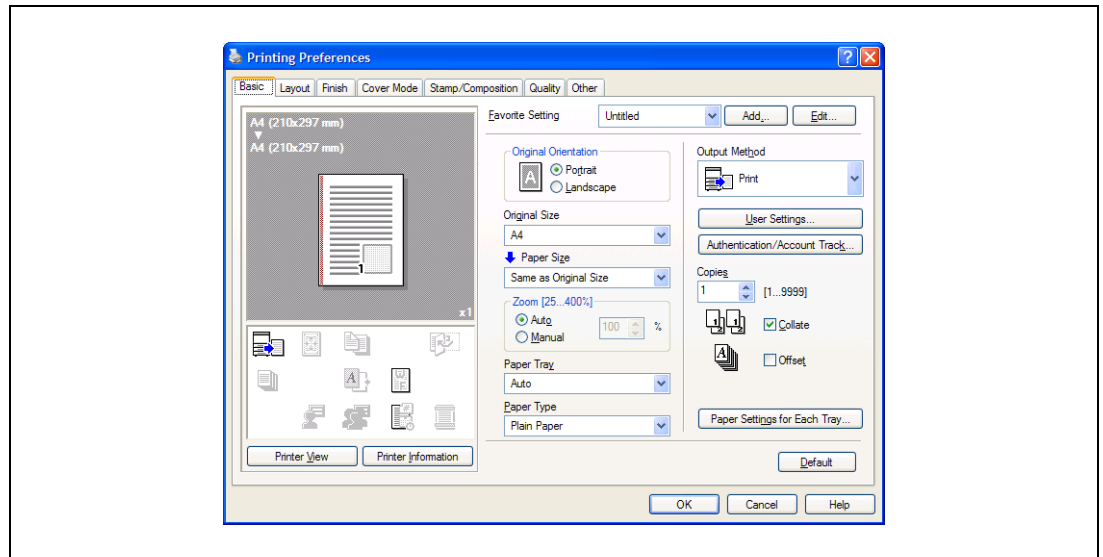 Printing Preferences
Basic Layout Finish Cover Mode Stamp/Composition Quality Other
A4 (210x297 mm)
A4 (210x297 mm)
1
x1
Printer View Printer Information
Favorite Setting Untitled Add... Edit...
Original Orientation
A
Portrait
Landscape
Original Size
A4
Paper Size
Same as Original Size
Zoom [25...400%]
Auto
Manual
100 %
Paper Tray
Auto
Paper Type
Plain Paper
Output Method
Print
User Settings...
Authentication/Account Track...
Copies
1 [1...9999]
Collate
Offset
Paper Settings for Each Tray...
Default
OK Cancel Help